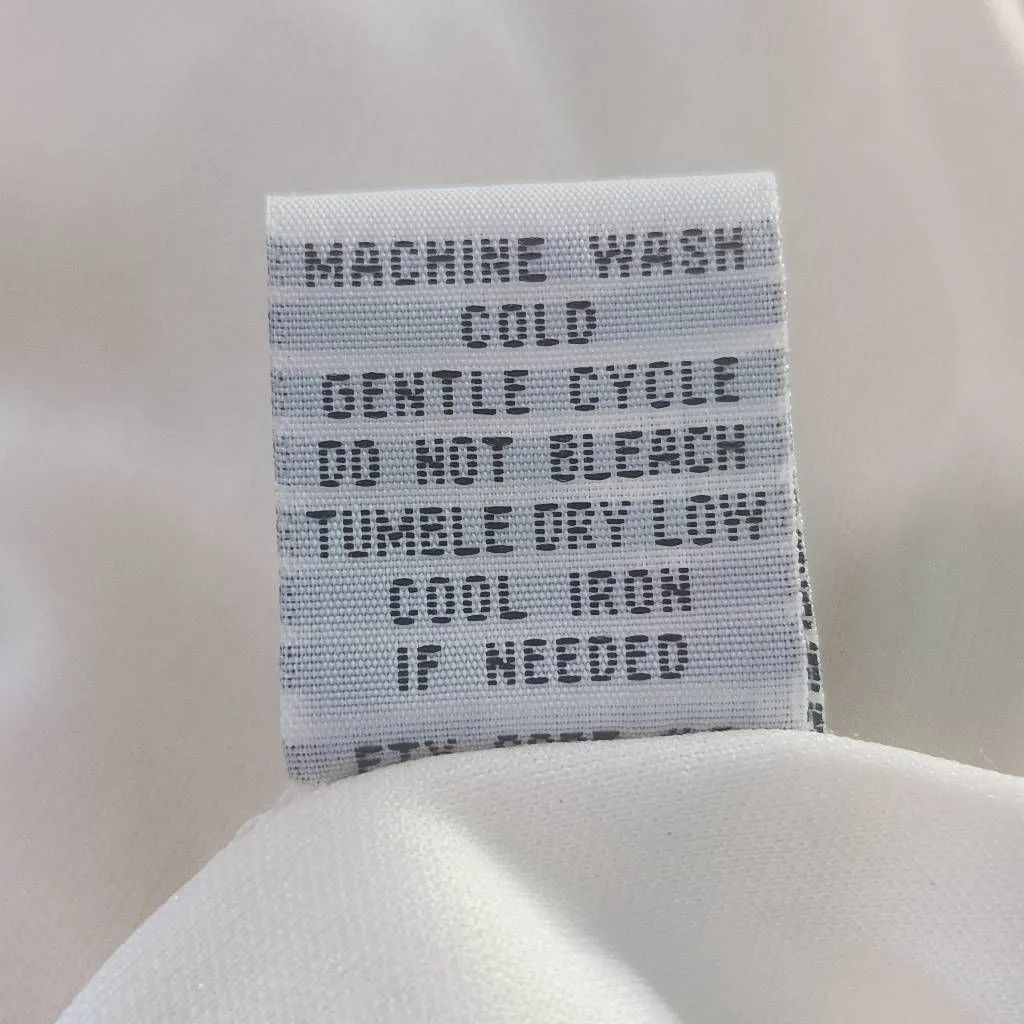 MACHINE WASH
COLD
GENTLE CYCLE
DO NOT BLEACH
TUMBLE DRY LOW
COOL IRON
IF NEEDED